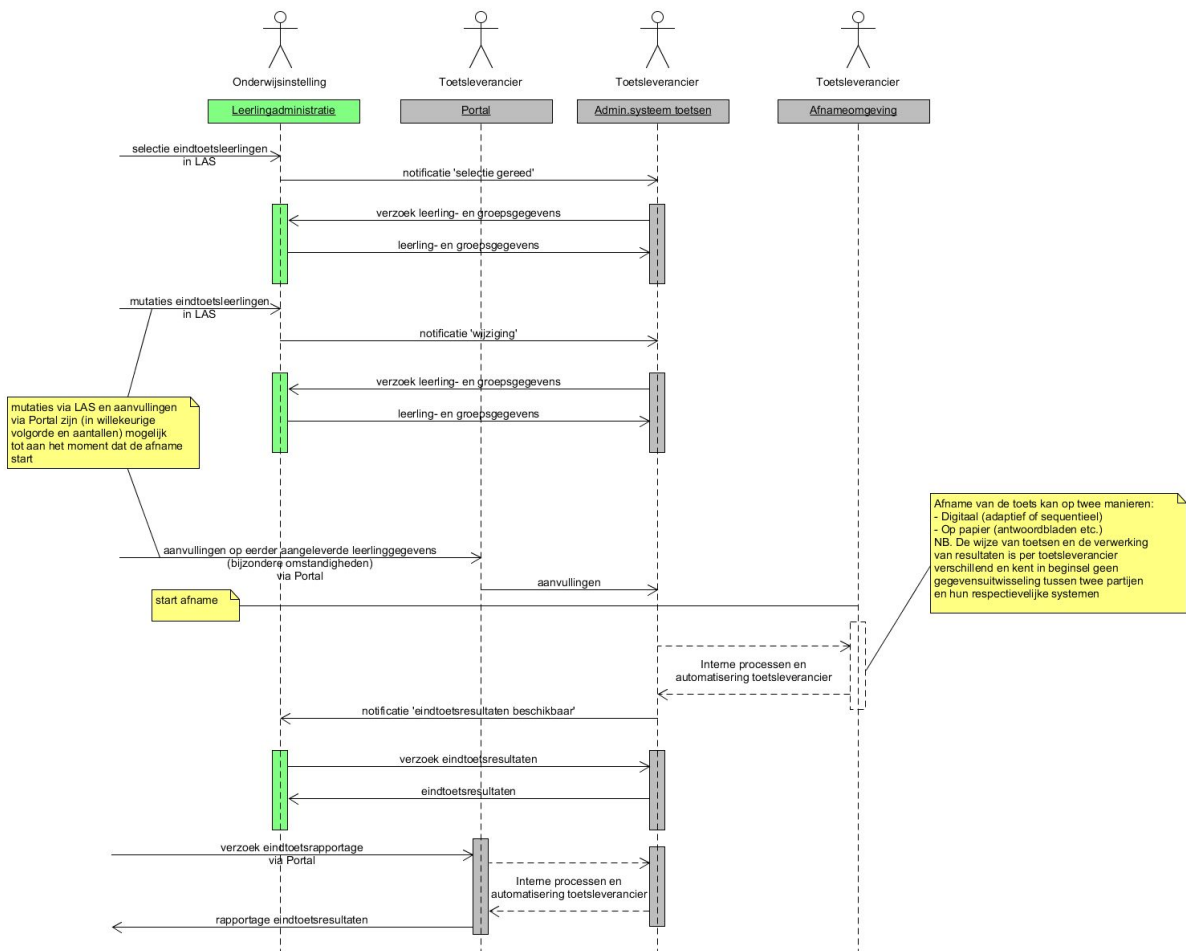 Onderwijsinstelling
Toetsleverancier
Toetsleverancier
Toetsleverancier
Leerlingadministratie
Portal
Admin.systeem toetsen
Afnameomgeving
selectie eindtoetsleerlingen
in LAS
notificatie 'selectie gereed'
verzoek leerling- en groepsgegevens
leerling- en groepsgegevens
mutaties eindtoetsleerlingen
in LAS
notificatie 'wijziging'
verzoek leerling- en groepsgegevens
leerling- en groepsgegevens
mutaties via LAS en aanvullingen
via Portal zijn (in willekeurige
volgorde en aantallen) mogelijk
tot aan het moment dat de afname
start
Afname van de toets kan op twee manieren:
- Digitaal (adaptief of sequentieel)
- Op papier (antwoordbladen etc.)
NB. De wijze van toetsen en de verwerking
van resultaten is per toetsleverancier
verschillend en kent in beginsel geen
gegevensuitwisseling tussen twee partijen
en hun respectievelijke systemen
aanvullingen op eerder aangeleverde leerlinggegevens
(bijzondere omstandigheden)
via Portal
aanvullingen
start afname
Interne processen en
automatisering toetsleverancier
notificatie 'eindtoetsresultaten beschikbaar'
verzoek eindtoetsresultaten
eindtoetsresultaten
verzoek eindtoetsrapportage
via Portal
Interne processen en
automatisering toetsleverancier
rapportage eindtoetsresultaten